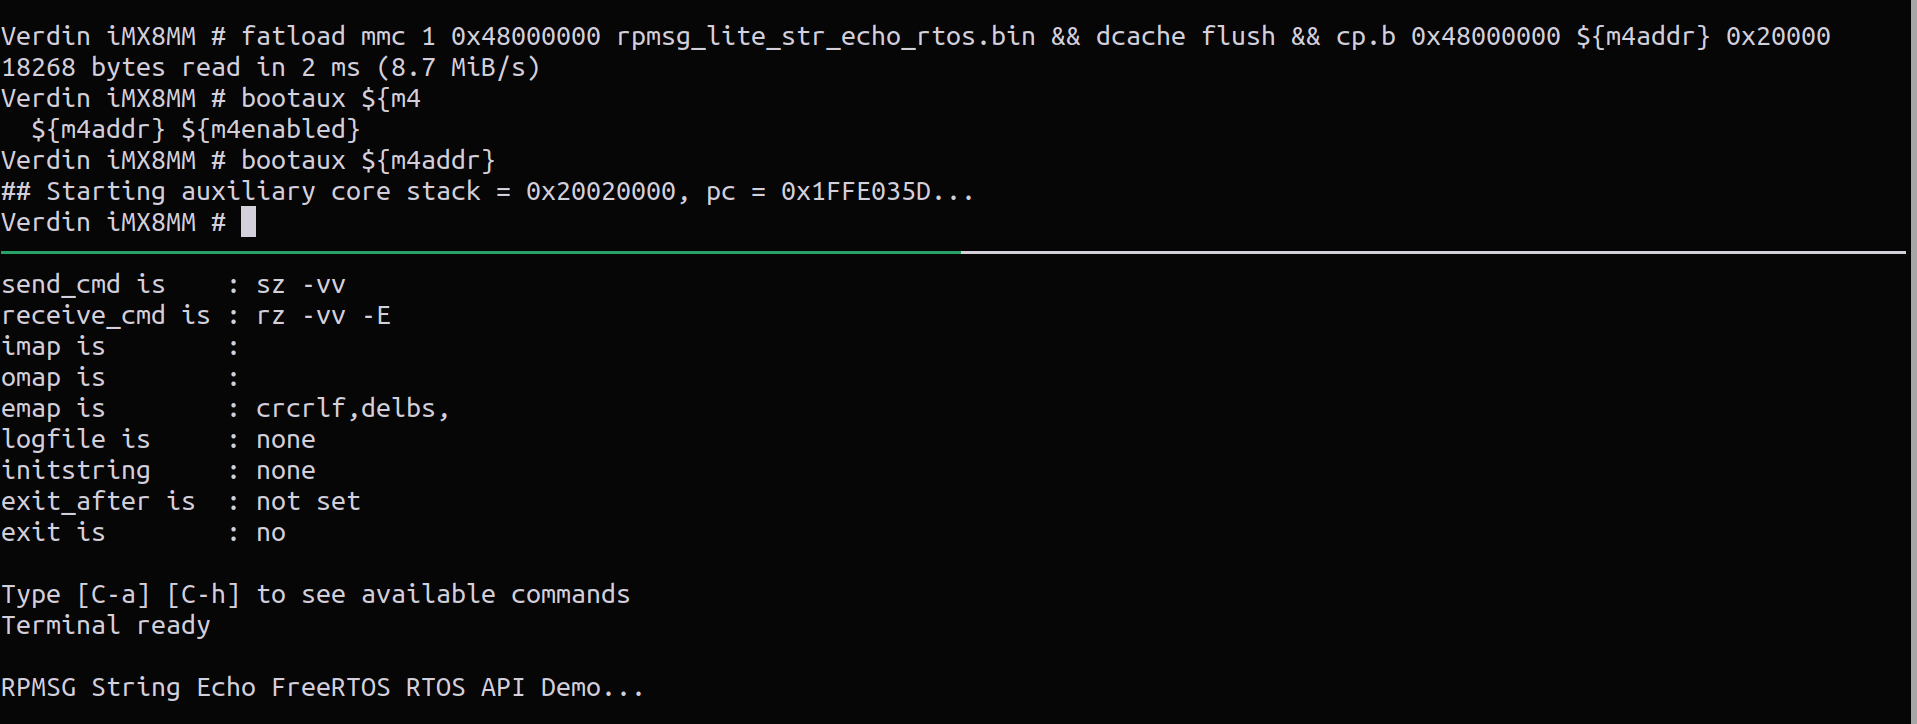 Verdin iMX8MM # fatload mmc 1 0x48000000 rpmsg_lite_str_echo_rtos.bin && dcache flush && cp.b 0x48000000 ${m4addr} 0x20000
18268 bytes read in 2 ms (8.7 MiB/s)
Verdin iMX8MM # bootaux ${m4
  ${m4addr} ${m4enabled}
Verdin iMX8MM # bootaux ${m4addr}
## Starting auxiliary core stack = 0x20020000, pc = 0x1FFE035D...
Verdin iMX8MM #
send_cmd is    : sz -vv
receive_cmd is : rz -vv -E
imap is        :
omap is        :
emap is        : crcrlf,delbs,
logfile is     : none
initstring     : none
exit_after is  : not set
exit is        : no
Type [C-a] [C-h] to see available commands
Terminal ready
RPMSG String Echo FreeRTOS RTOS API Demo...